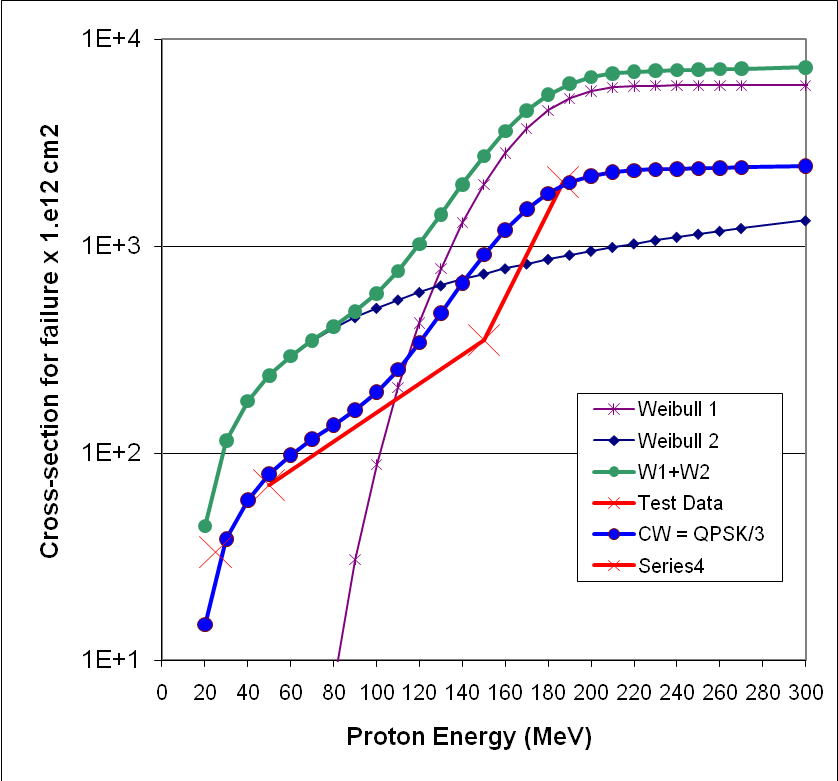 1E+4
1E+3
1E+2
1E+1
Cross-section for failure x 1.e12 cm2
Weibull 1
Weibull 2
W1+W2
Test Data
CW = QPSK/3
Series4
0 20 40 60 80 100 120 140 160 180 200 220 240 260 280 300
Proton Energy (MeV)